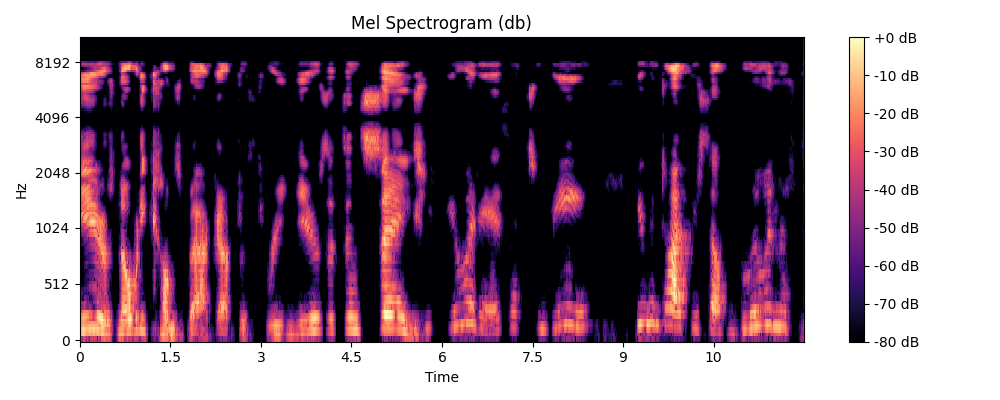 Mel Spectrogram (db)
8192
4096
2048
1024
512
0
Hz
0 1.5 3 4.5 6 7.5 9 10
Time
+0 dB
-10 dB
-20 dB
-30 dB
-40 dB
-50 dB
-60 dB
-70 dB
-80 dB